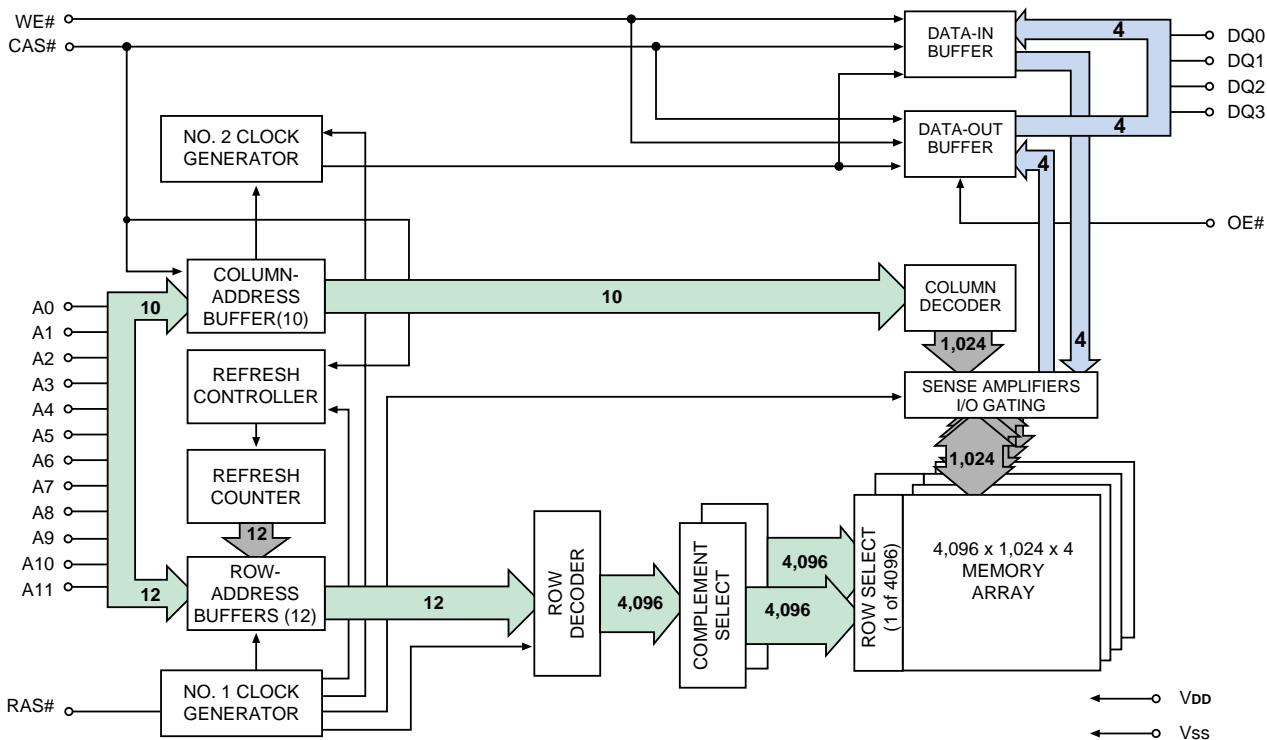 WE#
CAS#
DATA-IN
BUFFER
4
DQ0
DQ1
DQ2
DQ3
NO. 2 CLOCK
GENERATOR
DATA-OUT
BUFFER
4
4
OE#
COLUMN-
ADDRESS
BUFFER(10)
10
10
COLUMN
DECODER
A0
A1
A2
A3
A4
A5
A6
A7
A8
A9
A10
A11
1,024
4
REFRESH
CONTROLLER
SENSE AMPLIFIERS
I/O GATING
1,024
REFRESH
COUNTER
12
ROW-
ADDRESS
BUFFERS (12)
12
12
ROW
DECODER
4,096
COMPLEMENT
SELECT
4,096
4,096
ROW SELECT
(1 of 4096)
4,096 x 1,024 x 4
MEMORY
ARRAY
RAS#
NO. 1 CLOCK
GENERATOR
VDD
Vss